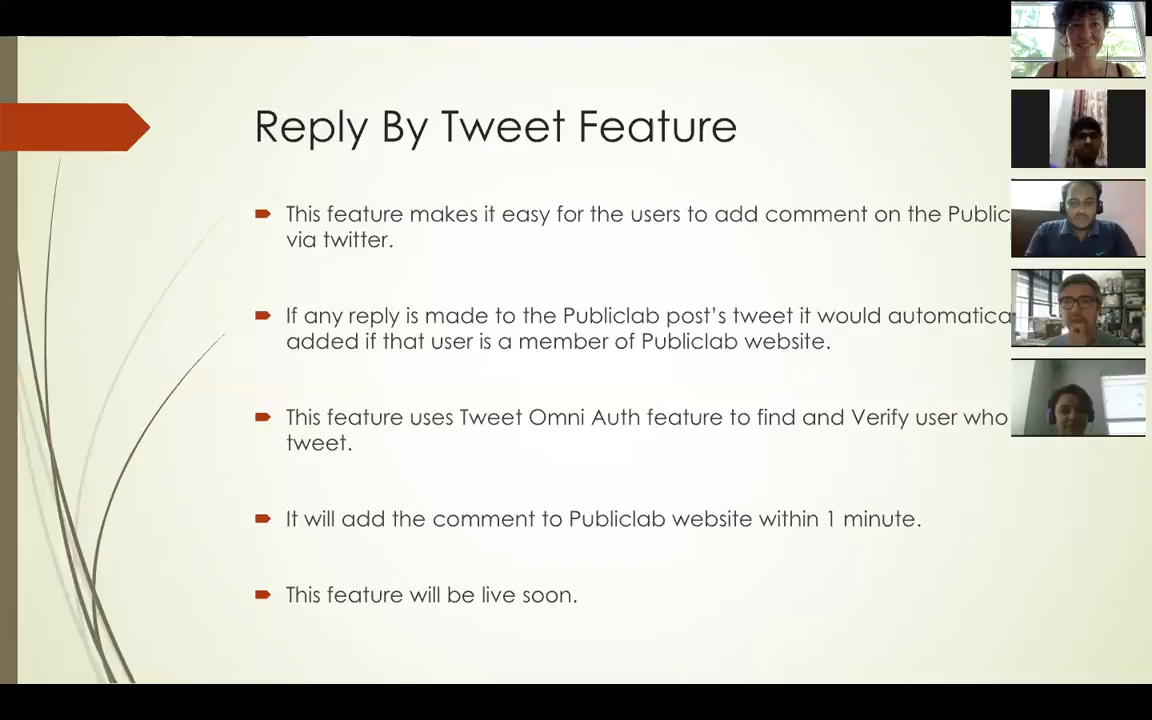 Reply By Tweet Feature
This feature makes it easy for the users to add comment on the Public
via twitter.
If any reply is made to the Publiclab post's tweet it would automatica
added if that user is a member of Publiclab website.
This feature uses Tweet Omni Auth feature to find and Verify user who
tweet.
It will add the comment to Publiclab website within 1 minute.
This feature will be live soon.